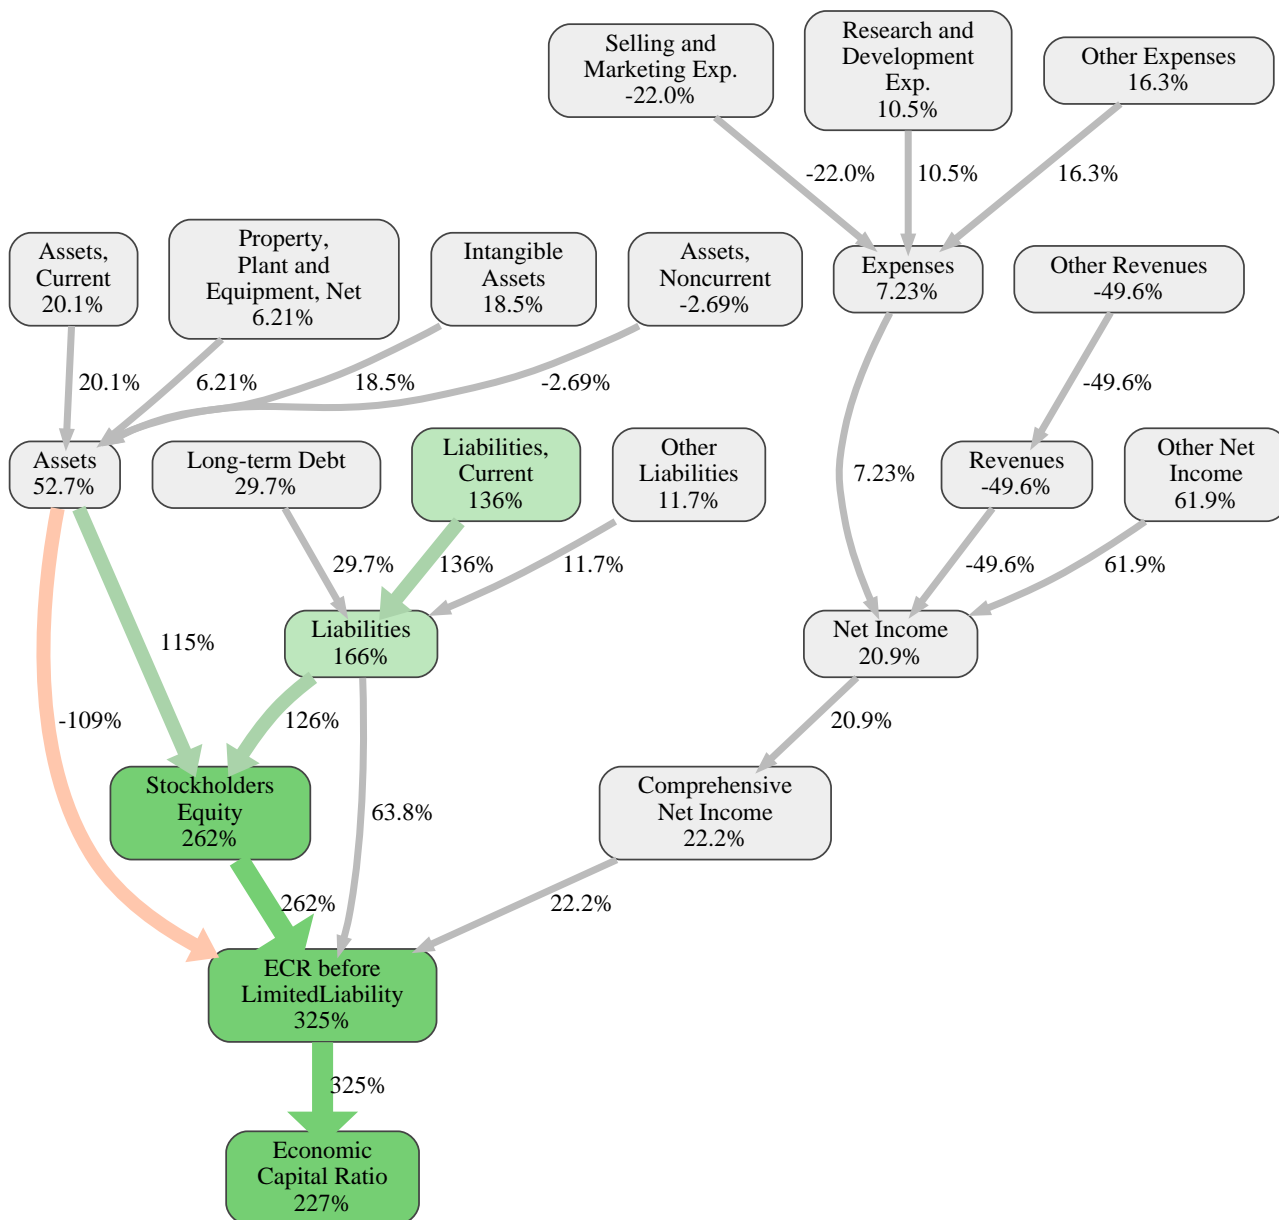 Selling and
Marketing Exp.
-22.0%
Research and
Development
Exp.
10.5%
Other Expenses
16.3%
-22.0%
10.5%
16.3%
Assets,
Current
20.1%
Property,
Plant and
Equipment, Net
6.21%
Intangible
Assets
18.5%
Assets,
Noncurrent
-2.69%
Expenses
7.23%
Other Revenues
-49.6%
20.1%
6.21%
18.5%
-2.69%
-49.6%
Assets
52.7%
Long-term Debt
29.7%
Liabilities,
Current
136%
Other
Liabilities
11.7%
7.23%
Revenues
-49.6%
Other Net
Income
61.9%
29.7%
136%
11.7%
-49.6%
61.9%
115%
Liabilities
166%
Net Income
20.9%
-109%
126%
20.9%
Stockholders
Equity
262%
63.8%
Comprehensive
Net Income
22.2%
262%
22.2%
ECR before
LimitedLiability
325%
325%
Economic
Capital Ratio
227%